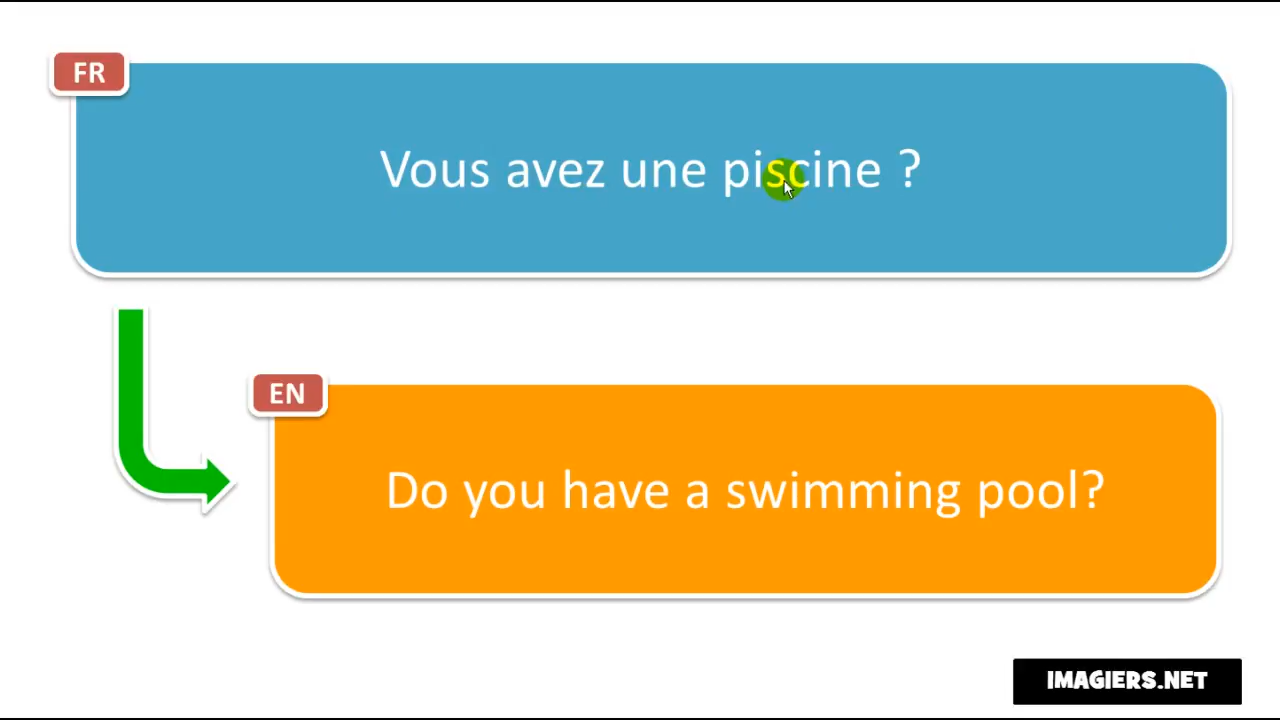 FR
Vous avez une piscine ?
EN
Do you have a swimming pool?
IMAGIERS.NET